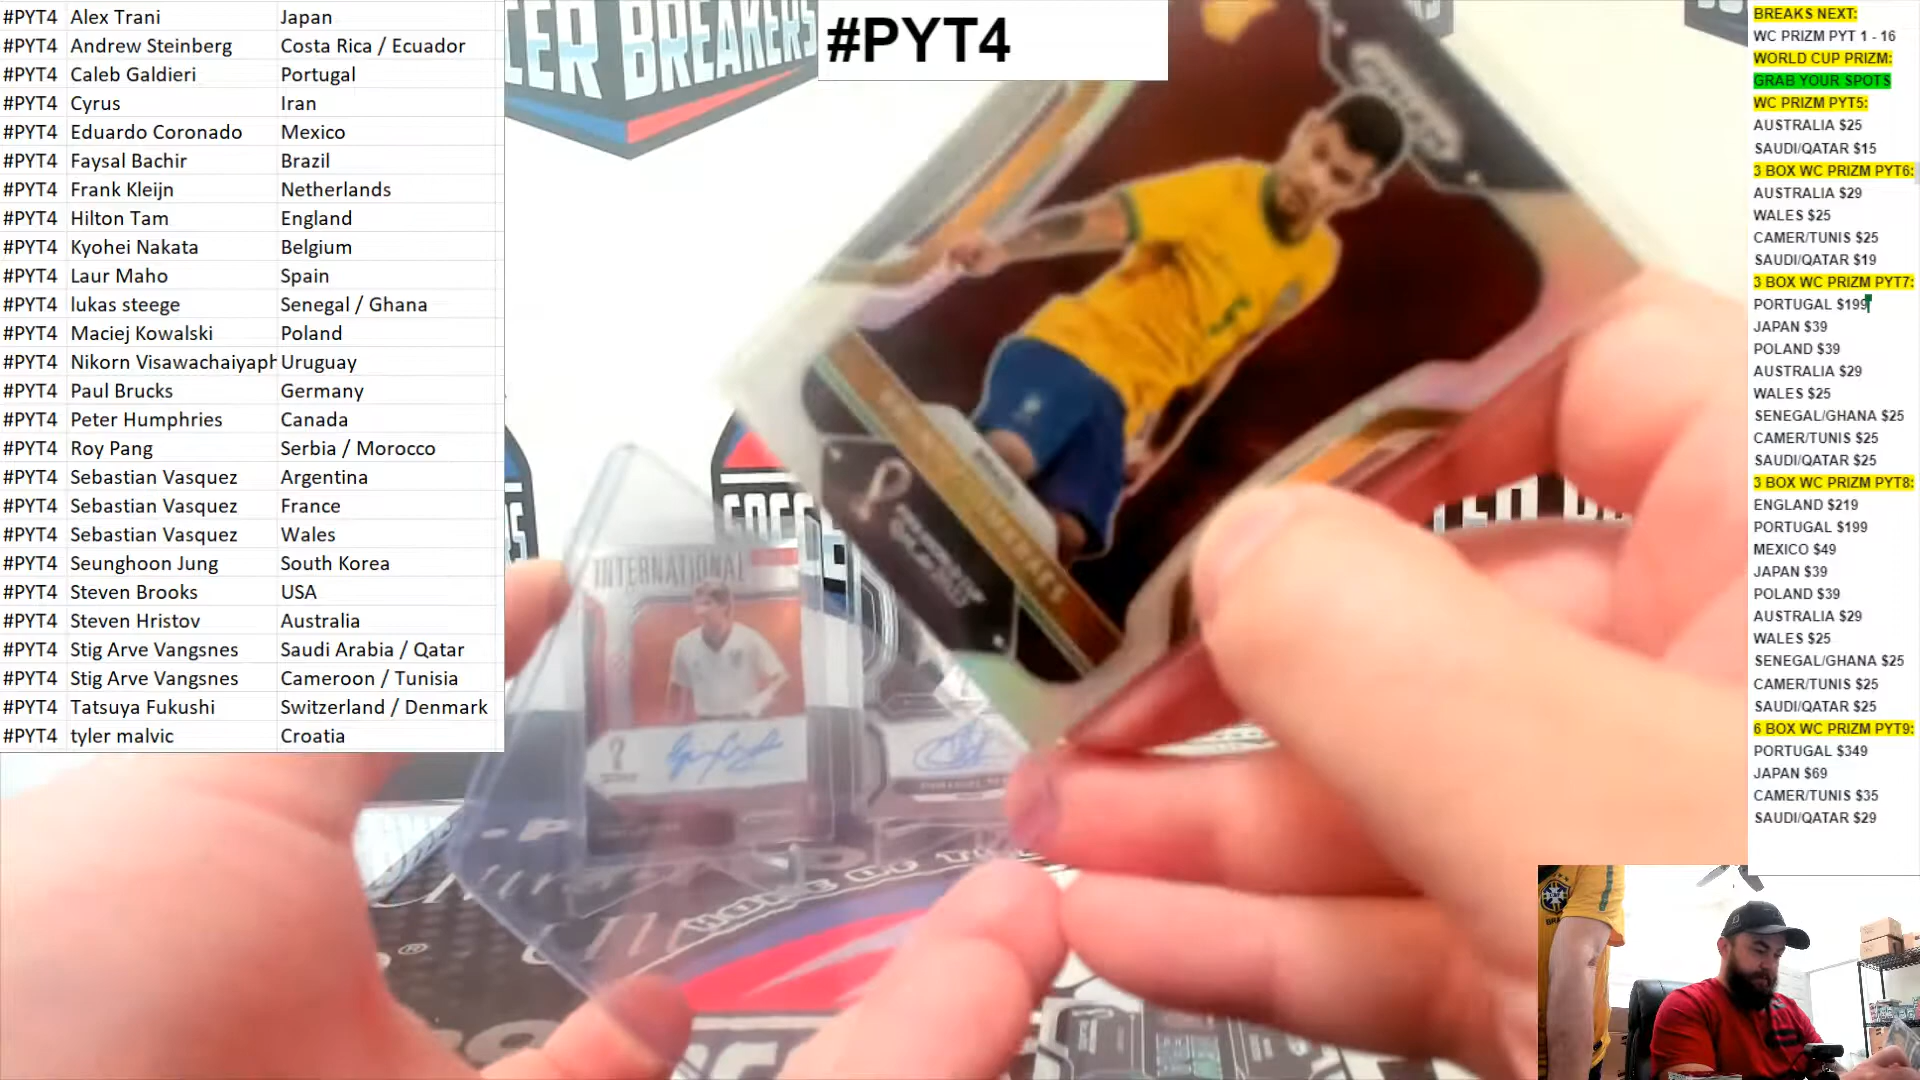 #PYT4 Alex Trani Japan
#PYT4 Andrew Steinberg Costa Rica / Ecuador
#PYT4 Caleb Galdieri Portugal
#PYT4 Cyrus Iran
#PYT4 Eduardo Coronado Mexico
#PYT4 Faysal Bachir Brazil
#PYT4 Frank Kleijn Netherlands
#PYT4 Hilton Tam England
#PYT4 Kyohei Nakata Belgium
#PYT4 Laur Maho Spain
#PYT4 lukas steege Senegal / Ghana
#PYT4 Maciej Kowalski Poland
#PYT4 Nikorn Visawachaiyaph Uruguay
#PYT4 Paul Brucks Germany
#PYT4 Peter Humphries Canada
#PYT4 Roy Pang Serbia / Morocco
#PYT4 Sebastian Vasquez Argentina
#PYT4 Sebastian Vasquez France
#PYT4 Sebastian Vasquez Wales
#PYT4 Seunghoon Jung South Korea
#PYT4 Steven Brooks USA
#PYT4 Steven Hristov Australia
#PYT4 Stig Arve Vangsnes Saudi Arabia / Qatar
#PYT4 Stig Arve Vangsnes Cameroon / Tunisia
#PYT4 Tatsuya Fukushi Switzerland / Denmark
#PYT4 tyler malvic Croatia
#PYT4
CER BREAKERS
INTERNATIONAL
BREAKS NEXT:
WC PRIZM PYT 1 - 16
WORLD CUP PRIZM:
GRAB YOUR SPOTS
WC PRIZM PYT5:
AUSTRALIA $25
SAUDI/QATAR $15
3 BOX WC PRIZM PYT6:
AUSTRALIA $29
WALES $25
CAMER/TUNIS $25
SAUDI/QATAR $19
3 BOX WC PRIZM PYT7:
PORTUGAL $199
JAPAN $39
POLAND $39
AUSTRALIA $29
WALES $25
SENEGAL/GHANA $25
CAMER/TUNIS $25
SAUDI/QATAR $25
3 BOX WC PRIZM PYT8:
ENGLAND $219
PORTUGAL $199
MEXICO $49
JAPAN $39
POLAND $39
AUSTRALIA $29
WALES $25
SENEGAL/GHANA $25
CAMER/TUNIS $25
SAUDI/QATAR $25
6 BOX WC PRIZM PYT9:
PORTUGAL $349
JAPAN $69
CAMER/TUNIS $35
SAUDI/QATAR $29